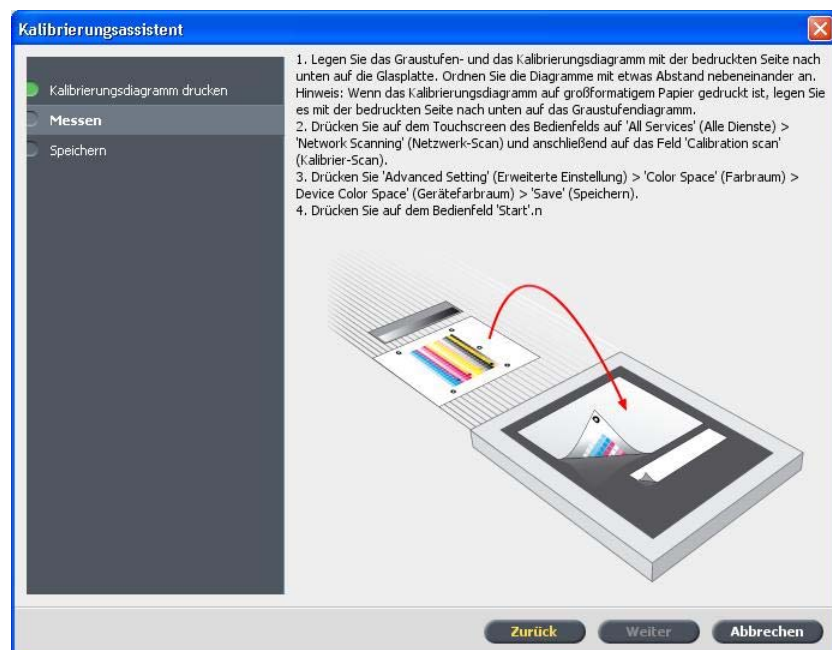 Kalibrierungsassistent
Kalibrierungsdiagramm drucken
Messen
Speichern
1. Legen Sie das Graustufen- und das Kalibrierungsdiagramm mit der bedruckten Seite nach
unten auf die Glasplatte. Ordnen Sie die Diagramme mit etwas Abstand nebeneinander an.
Hinweis: Wenn das Kalibrierungsdiagramm auf großformatigem Papier gedruckt ist, legen Sie
es mit der bedruckten Seite nach unten auf das Graustufendiagramm.
2. Drücken Sie auf dem Touchscreen des Bedienfelds auf 'All Services' (Alle Dienste) >
'Network Scanning' (Netzwerk-Scan) und anschließend auf das Feld 'Calibration scan'
(Kalibrier-Scan).
3. Drücken Sie 'Advanced Setting' (Erweiterte Einstellung) > 'Color Space' (Farbraum) >
Device Color Space' (Gerätefarbraum) > 'Save' (Speichern).
4. Drücken Sie auf dem Bedienfeld 'Start'.n
Zurück
Weiter
Abbrechen